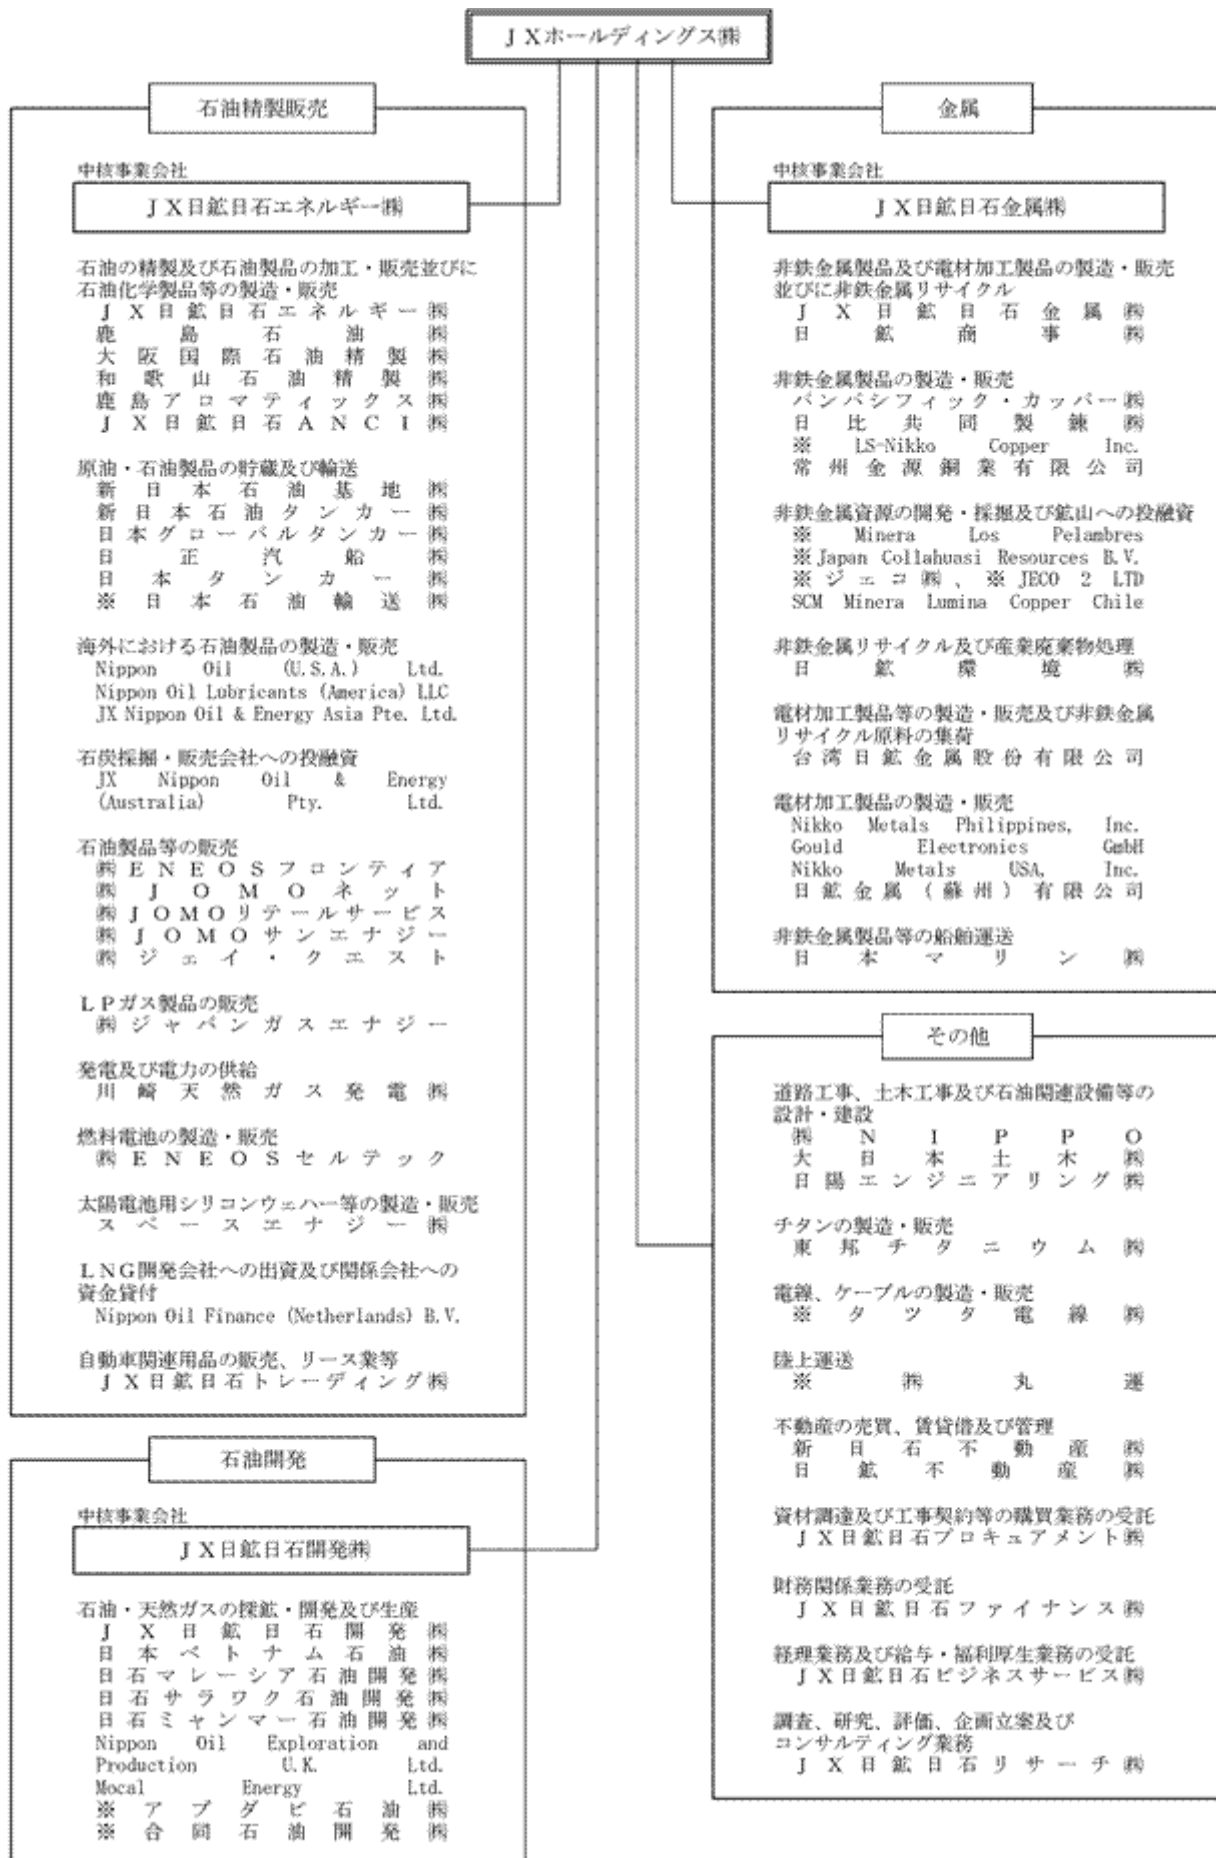 ＪＸホールディングス㈱
石油精製販売
中核事業会社
ＪＸ日鉱日石エネルギー㈱
石油の精製及び石油製品の加工・販売並びに
石油化学製品等の製造・販売
ＪＸ日鉱日石エネルギー㈱
鹿島石油㈱
大阪国際石油精製㈱
和歌山石油精製㈱
鹿島アロマティックス㈱
ＪＸ日鉱日石ＡＮＣＩ㈱
原油・石油製品の貯蔵及び輸送
新日本石油基地㈱
新日本石油タンカー㈱
日本グローバルタンカー㈱
日正汽船㈱
日本タンカー㈱
※日本石油輸送㈱
海外における石油製品の製造・販売
Nippon Oil (U.S.A.) Ltd.
Nippon Oil Lubricants (America) LLC
JX Nippon Oil & Energy Asia Pte. Ltd.
石炭採掘・販売会社への投融資
JX Nippon Oil & Energy
(Australia) Pty. Ltd.
石油製品等の販売
㈱ＥＮＥＯＳフロンティア
㈱ＪＯＭＯネット
㈱ＪＯＭＯリテールサービス
㈱ＪＯＭＯサンエナジー
㈱ジェイ・クエスト
ＬＰガス製品の販売
㈱ジャパンガスエナジー
発電及び電力の供給
川崎天然ガス発電㈱
燃料電池の製造・販売
㈱ＥＮＥＯＳセルテック
太陽電池用シリコンウェハー等の製造・販売
スペースエナジー㈱
ＬＮＧ開発会社への出資及び関係会社への
資金貸付
Nippon Oil Finance (Netherlands) B.V.
自動車関連用品の販売、リース業等
ＪＸ日鉱日石トレーディング㈱
石油開発
中核事業会社
ＪＸ日鉱日石開発㈱
石油・天然ガスの探鉱・開発及び生産
ＪＸ日鉱日石開発㈱
日本ベトナム石油㈱
日石マレーシア石油開発㈱
日石サラワク石油開発㈱
日石ミャンマー石油開発㈱
Nippon Oil Exploration and
Production U.K. Ltd.
Mocal Energy Ltd.
※アブダビ石油㈱
※合同石油開発㈱
金属
中核事業会社
ＪＸ日鉱日石金属㈱
非鉄金属製品及び電材加工製品の製造・販売
並びに非鉄金属リサイクル
ＪＸ日鉱日石金属㈱
日鉱商事㈱
非鉄金属製品の製造・販売
パンパシフィック・カッパー㈱
日比共同製錬㈱
※ LS-Nikko Copper Inc.
常州金源銅業有限公司
非鉄金属資源の開発・採掘及び鉱山への投融資
※ Minera Los Pelambres
※Japan Collahuasi Resources B.V.
※ジェコ㈱、※ JECO 2 LTD
SCM Minera Lumina Copper Chile
非鉄金属リサイクル及び産業廃棄物処理
日鉱環境㈱
電材加工製品等の製造・販売及び非鉄金属
リサイクル原料の集荷
台湾日鉱金属股份有限公司
電材加工製品の製造・販売
Nikko Metals Philippines, Inc.
Gould Electronics GmbH
Nikko Metals USA, Inc.
日鉱金属（蘇州）有限公司
非鉄金属製品等の船舶運送
日本マリン㈱
その他
道路工事、土木工事及び石油関連設備等の
設計・建設
㈱ＮＩＰＰＯ
大日本土木㈱
日陽エンジニアリング㈱
チタンの製造・販売
東邦チタニウム㈱
電線、ケーブルの製造・販売
※タツタ電線㈱
陸上運送
※㈱丸運
不動産の売買、賃貸借及び管理
新日石不動産㈱
日鉱不動産㈱
資材調達及び工事契約等の購買業務の受託
ＪＸ日鉱日石プロキュアメント㈱
財務関係業務の受託
ＪＸ日鉱日石ファイナンス㈱
経理業務及び給与・福利厚生業務の受託
ＪＸ日鉱日石ビジネスサービス㈱
調査、研究、評価、企画立案及び
コンサルティング業務
ＪＸ日鉱日石リサーチ㈱